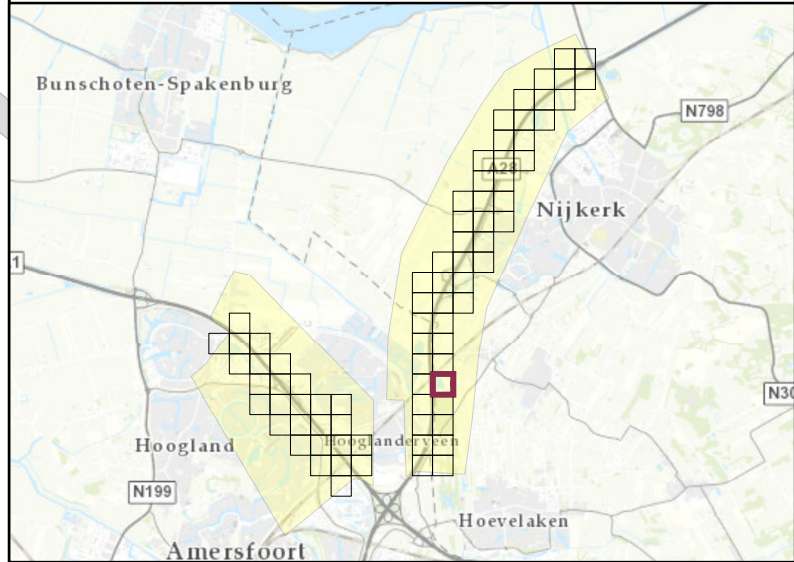 Bunschoten-Spakenburg
N798
A28
Nijkerk
1
N30
Hoogland
Hooglanderveen
N199
Hoevelaken
Amersfoort